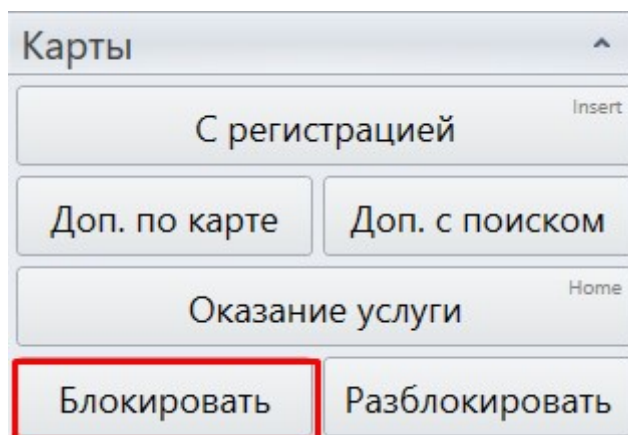 Карты
Insert
С регистрацией
Доп. по карте
Доп. с поиском
Home
Оказание услуги
Блокировать
Разблокировать